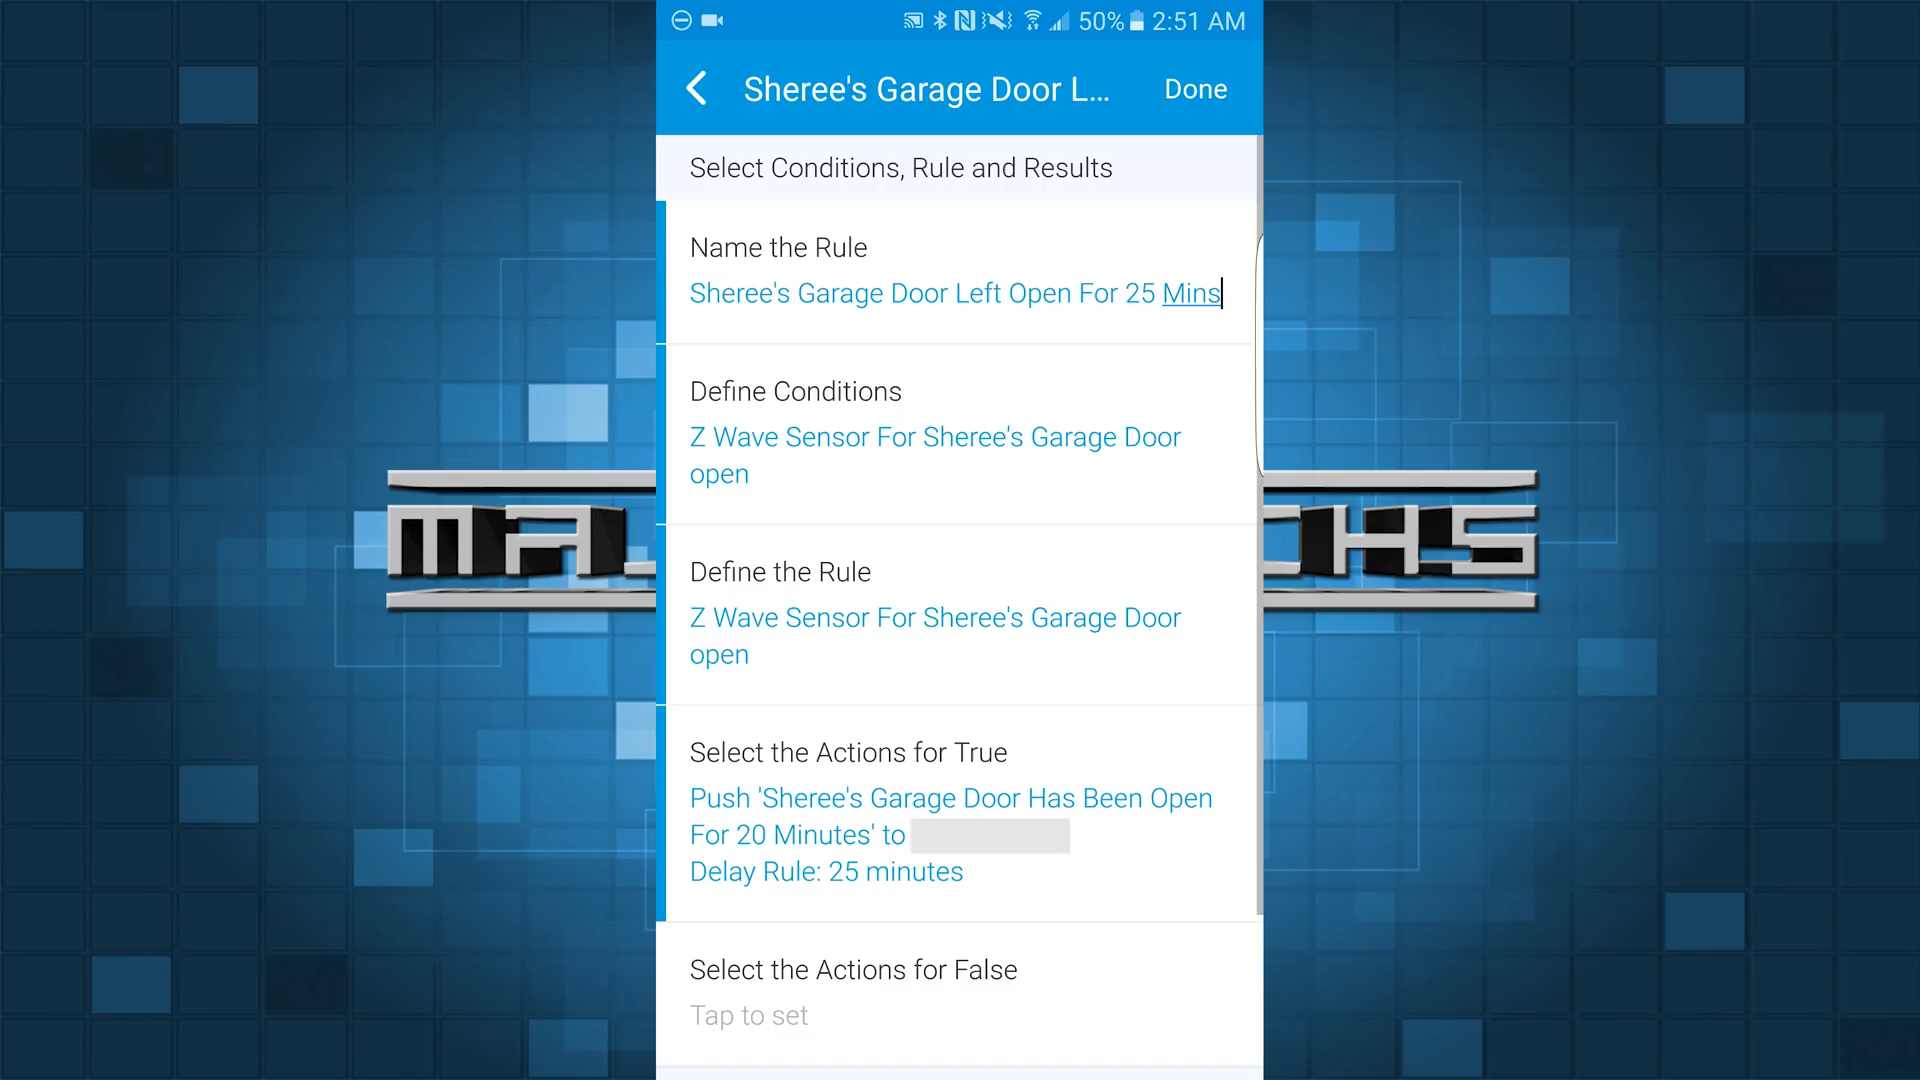 50% 2:51 AM
Sheree's Garage Door L... Done
Select Conditions, Rule and Results
Name the Rule
Sheree's Garage Door Left Open For 25 Mins
Define Conditions
Z Wave Sensor For Sheree's Garage Door
open
Define the Rule
Z Wave Sensor For Sheree's Garage Door
open
Select the Actions for True
Push 'Sheree's Garage Door Has Been Open
For 20 Minutes' to
Delay Rule: 25 minutes
Select the Actions for False
Tap to set